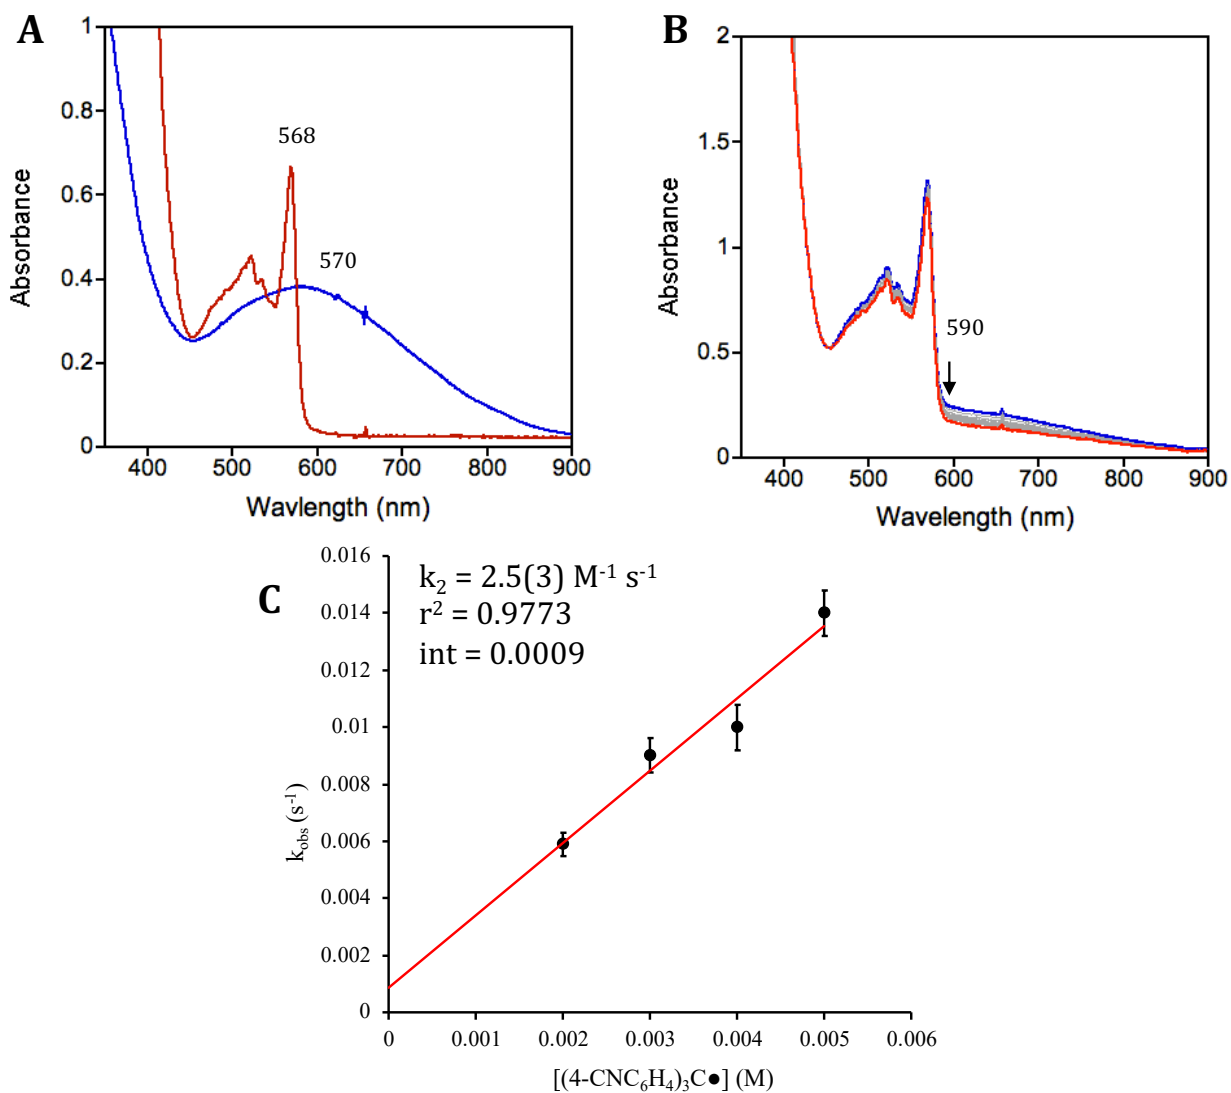 A
1
0.8
0.6
0.4
0.2
0
Absorbance
568
570
400 500 600 700 800 900
Wavlength (nm)
B
2
1.5
1
0.5
0
Absorbance
590
400 500 600 700 800 900
Wavelength (nm)
C
k₂ = 2.5(3) M⁻¹ s⁻¹
r² = 0.9773
int = 0.0009
0.016
0.014
0.012
0.01
0.008
0.006
0.004
0.002
0
k_obs (s⁻¹)
0 0.001 0.002 0.003 0.004 0.005 0.006
[(4-CNC₆H₄)₃C●] (M)